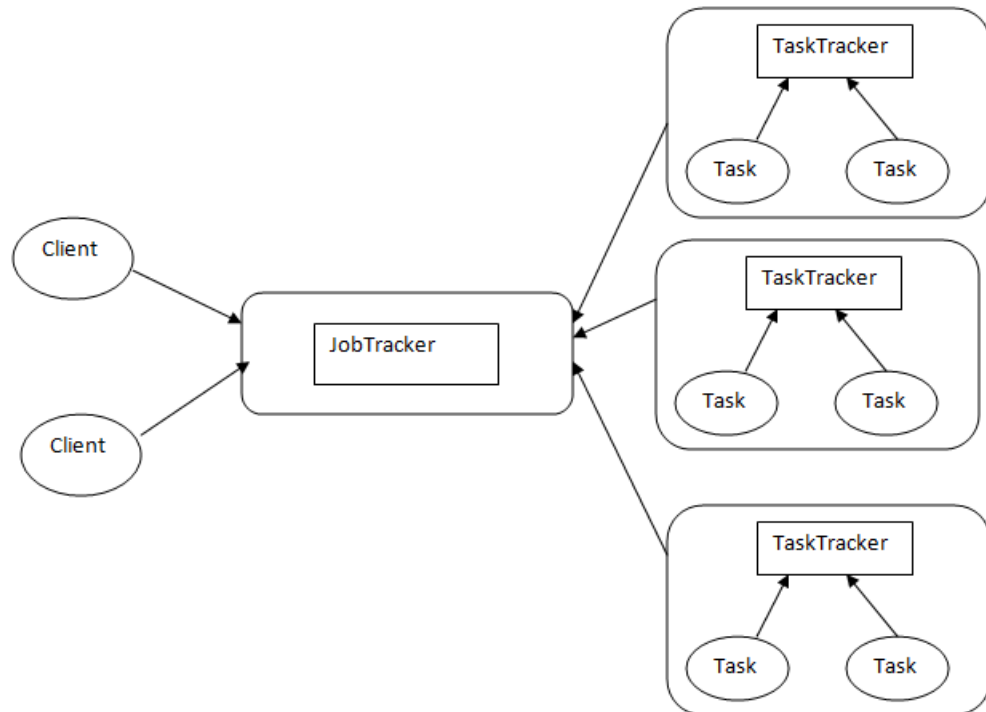 TaskTracker
Task
Task
Client
TaskTracker
JobTracker
Task
Task
Client
TaskTracker
Task
Task